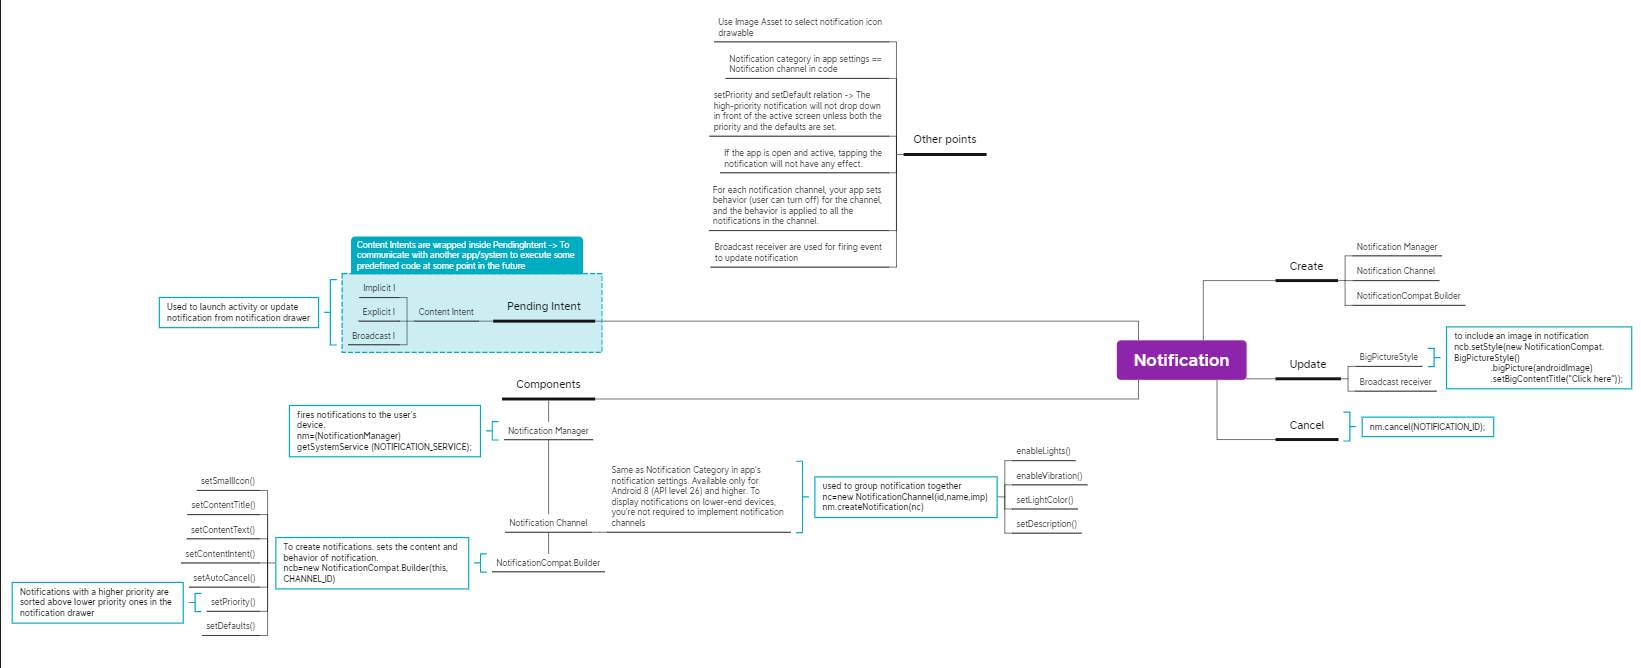 Use Image Asset to select notification icon
drawable
Notification category in app settings ==
Notification channel in code
setPriority and setDefault relation -> The
high-priority notification will not drop down
in front of the active screen unless both the
priority and the defaults are set.
If the app is open and active, tapping the
notification will not have any effect.
For each notification channel, your app sets
behavior (user can turn off) for the channel,
and the behavior is applied to all the
notifications in the channel.
Broadcast receiver are used for firing event
to update notification
Other points
Content Intents are wrapped inside PendingIntent -> To
communicate with another app/system to execute some
predefined code at some point in the future
Used to launch activity or update
notification from notification drawer
Implicit I
Explicit I
Broadcast I
Content Intent
Pending Intent
Notification
Create
Notification Manager
Notification Channel
NotificationCompat.Builder
Update
BigPictureStyle
Broadcast receiver
to include an image in notification
ncb.setStyle(new NotificationCompat.
BigPictureStyle()
.bigPicture(androidImage)
.setBigContentTitle("Click here"));
Cancel
nm.cancel(NOTIFICATION_ID);
Components
fires notifications to the user's
device.
nm=(NotificationManager)
getSystemService (NOTIFICATION_SERVICE);
Notification Manager
Notification Channel
Same as Notification Category in app's
notification settings. Available only for
Android 8 (API level 26) and higher. To
display notifications on lower-end devices,
you're not required to implement notification
channels
used to group notification together
nc=new NotificationChannel(id,name,imp)
nm.createNotification(nc)
enableLights()
enableVibration()
setLightColor()
setDescription()
NotificationCompat.Builder
To create notifications. sets the content and
behavior of notification.
ncb=new NotificationCompat.Builder(this,
CHANNEL_ID)
setSmallIcon()
setContentTitle()
setContentText()
setContentIntent()
setAutoCancel()
setPriority()
setDefaults()
Notifications with a higher priority are
sorted above lower priority ones in the
notification drawer